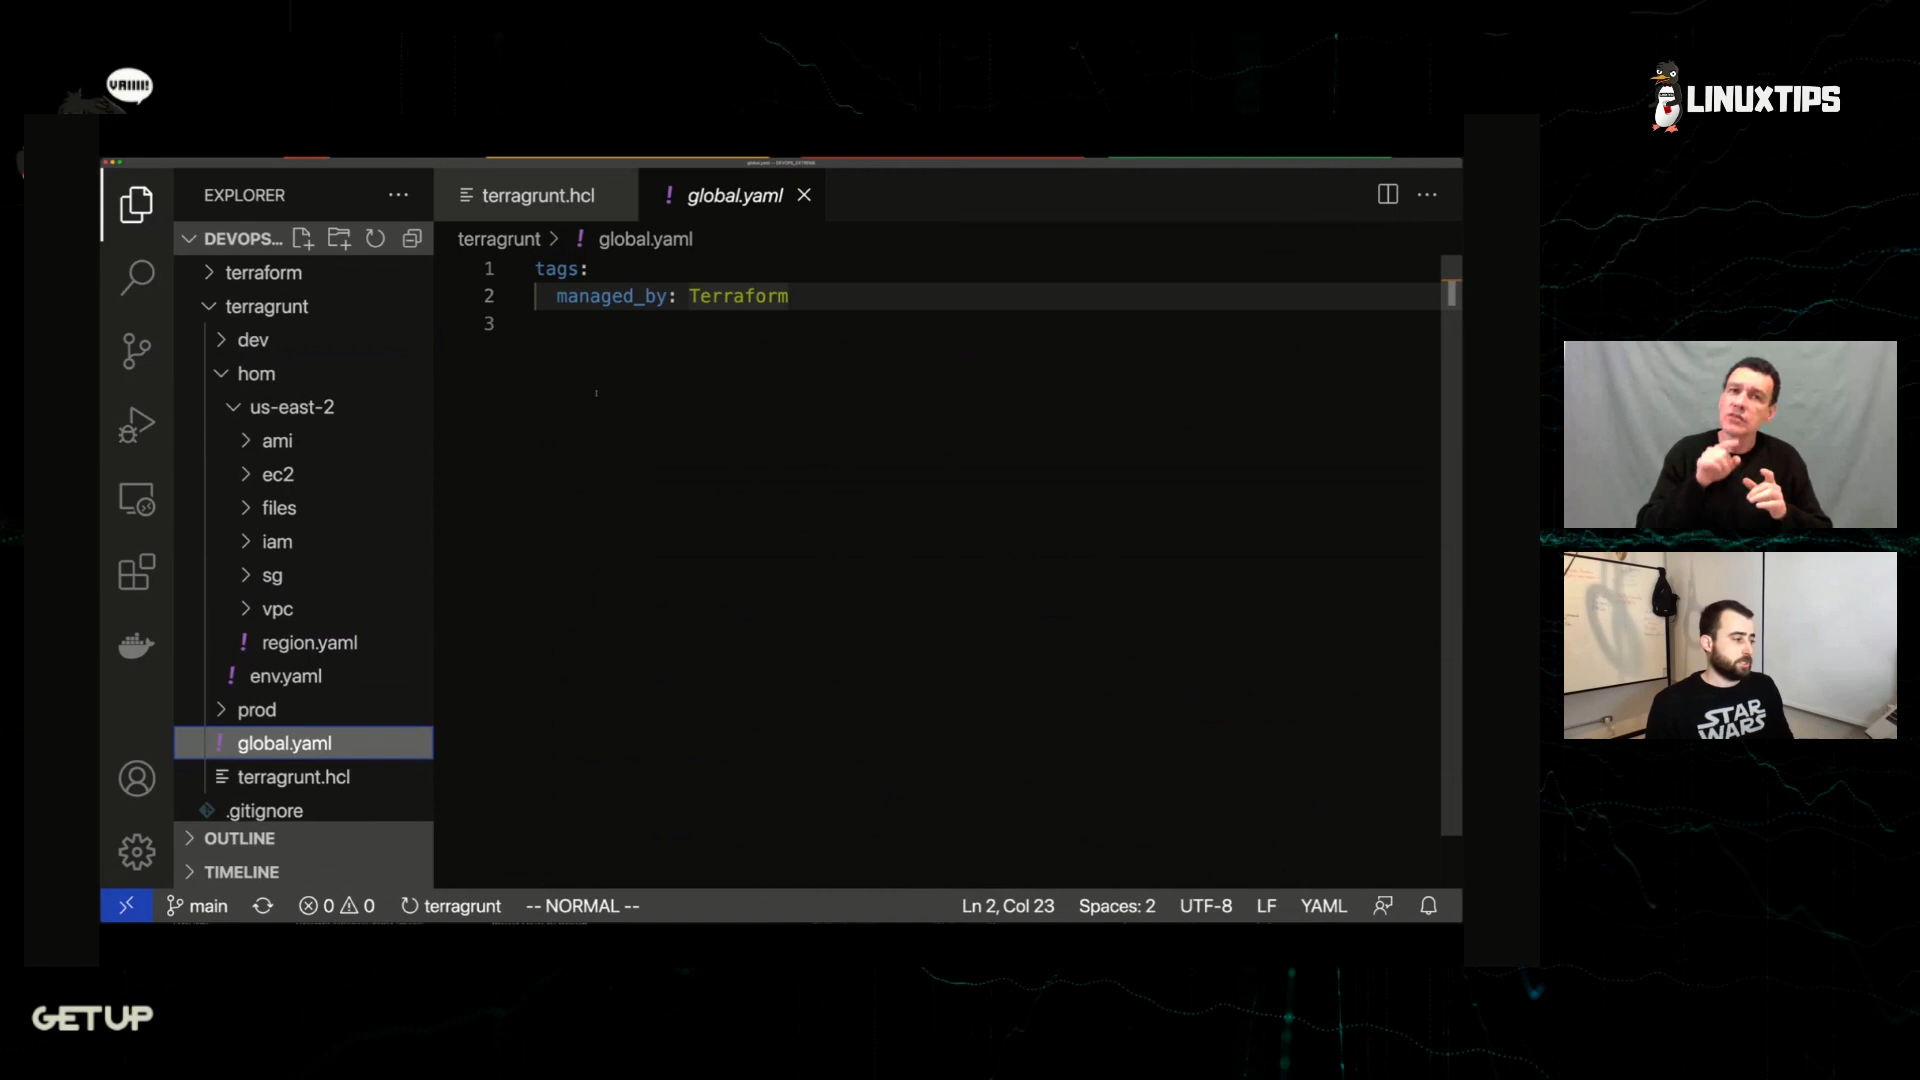 VAIIII!
LINUXTIPS
EXPLORER
terragrunt.hcl
! global.yaml
DEVOPS...
terragrunt > ! global.yaml
1 tags:
2 managed_by: Terraform
3
terraform
terragrunt
dev
hom
us-east-2
ami
ec2
files
iam
sg
vpc
! region.yaml
! env.yaml
prod
! global.yaml
terragrunt.hcl
.gitignore
OUTLINE
TIMELINE
main
0 0
terragrunt
-- NORMAL --
Ln 2, Col 23
Spaces: 2
UTF-8
LF
YAML
STAR
WARS
GETUP